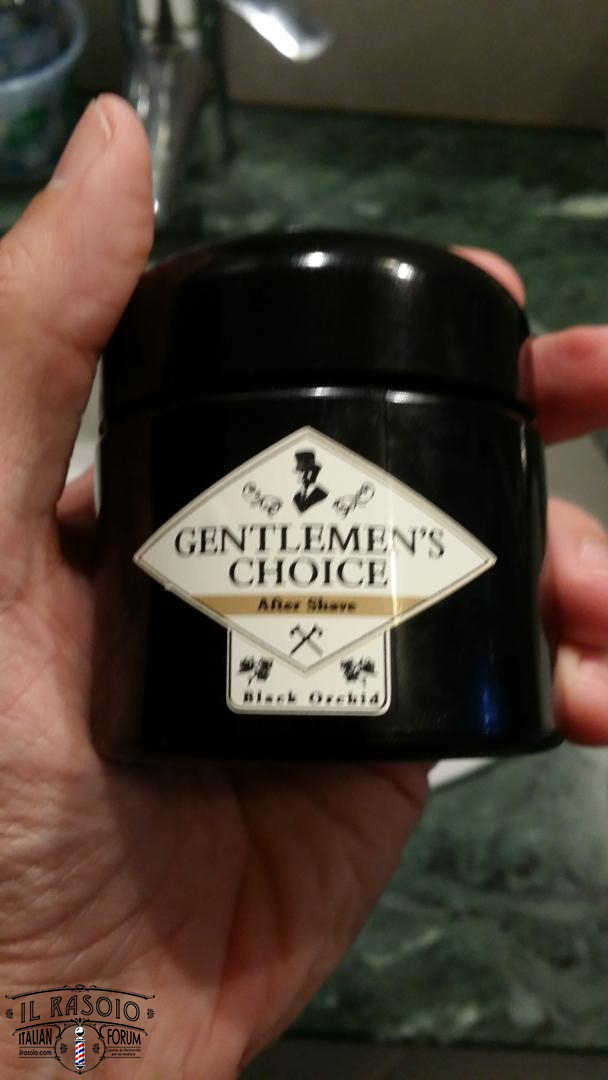 GENTLEMEN'S
CHOICE
After Shave
Black Orchid
IL RASOIO
ITALIAN FORUM
ilrasoio.com